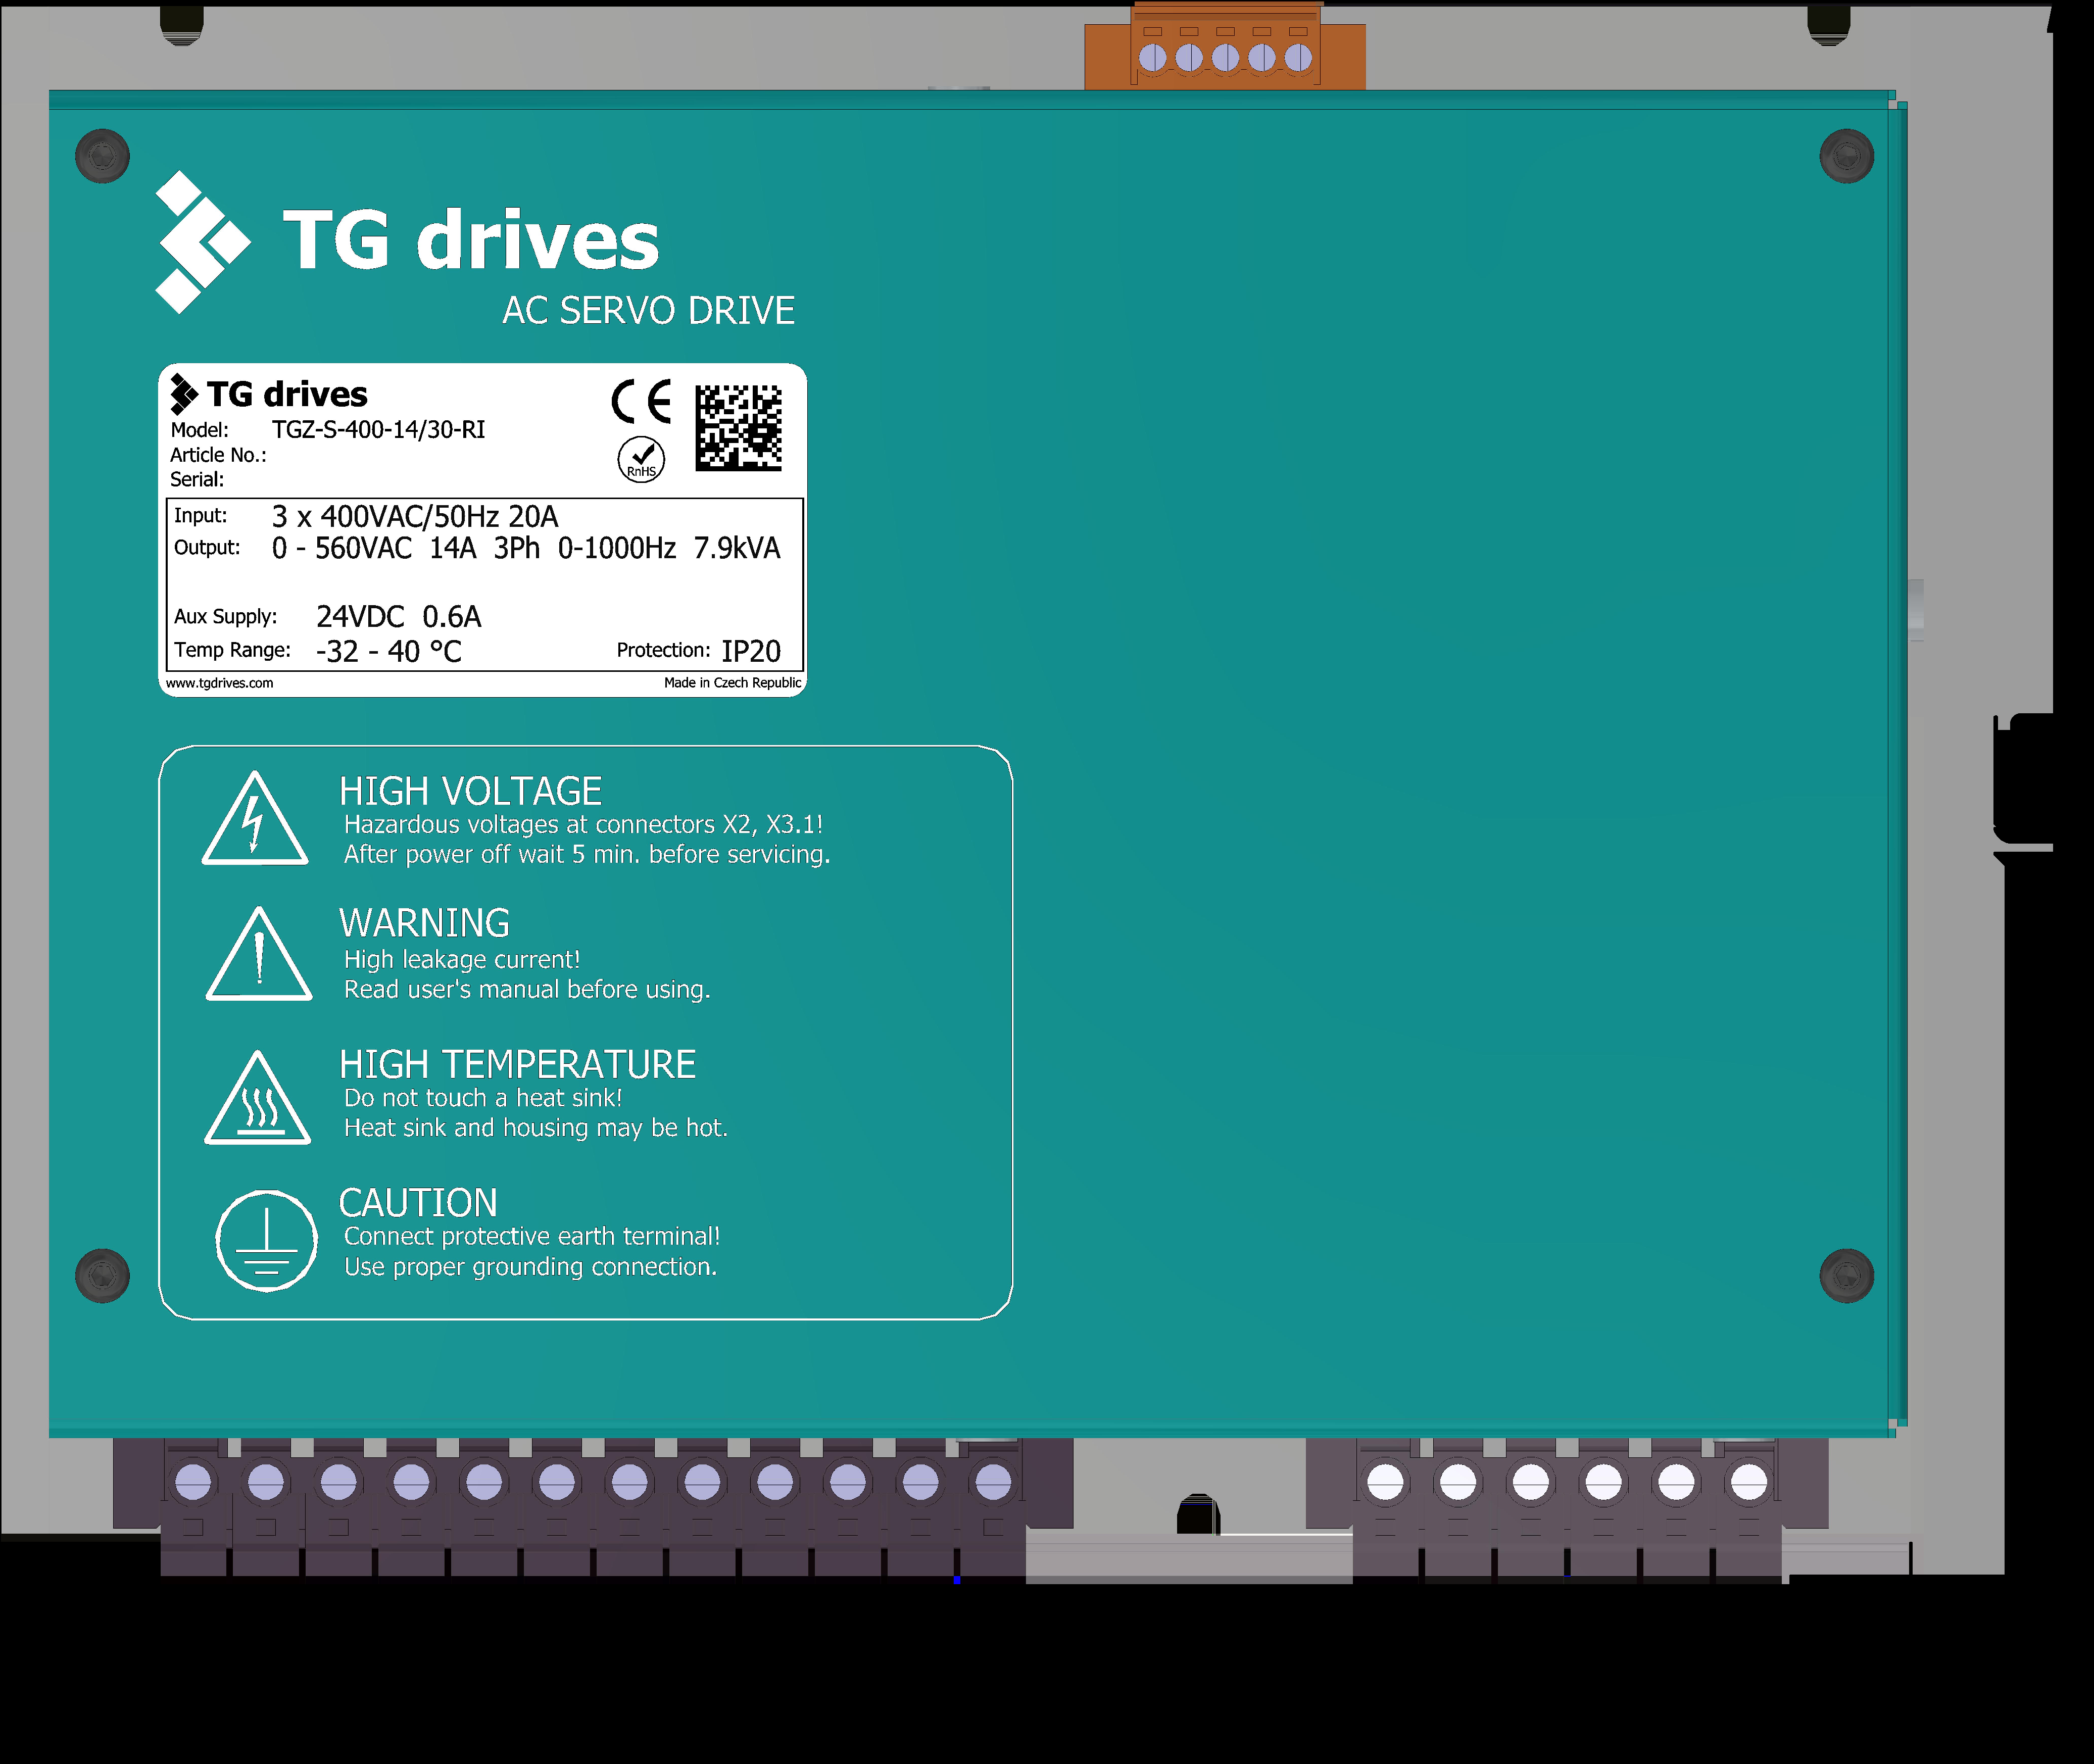 TG drives
AC SERVO DRIVE
TG drives
CE
Model: TGZ-S-400-14/30-RI
Article No.:
RnHS
Serial:
Input: 3 x 400VAC/50Hz 20A
Output: 0 - 560VAC 14A 3Ph 0-1000Hz 7.9kVA
Aux Supply: 24VDC 0.6A
Temp Range: -32 - 40 °C Protection: IP20
www.tgdrives.com Made in Czech Republic
HIGH VOLTAGE
Hazardous voltages at connectors X2, X3.1!
After power off wait 5 min. before servicing.
WARNING
High leakage current!
Read user's manual before using.
HIGH TEMPERATURE
Do not touch a heat sink!
Heat sink and housing may be hot.
CAUTION
Connect protective earth terminal!
Use proper grounding connection.